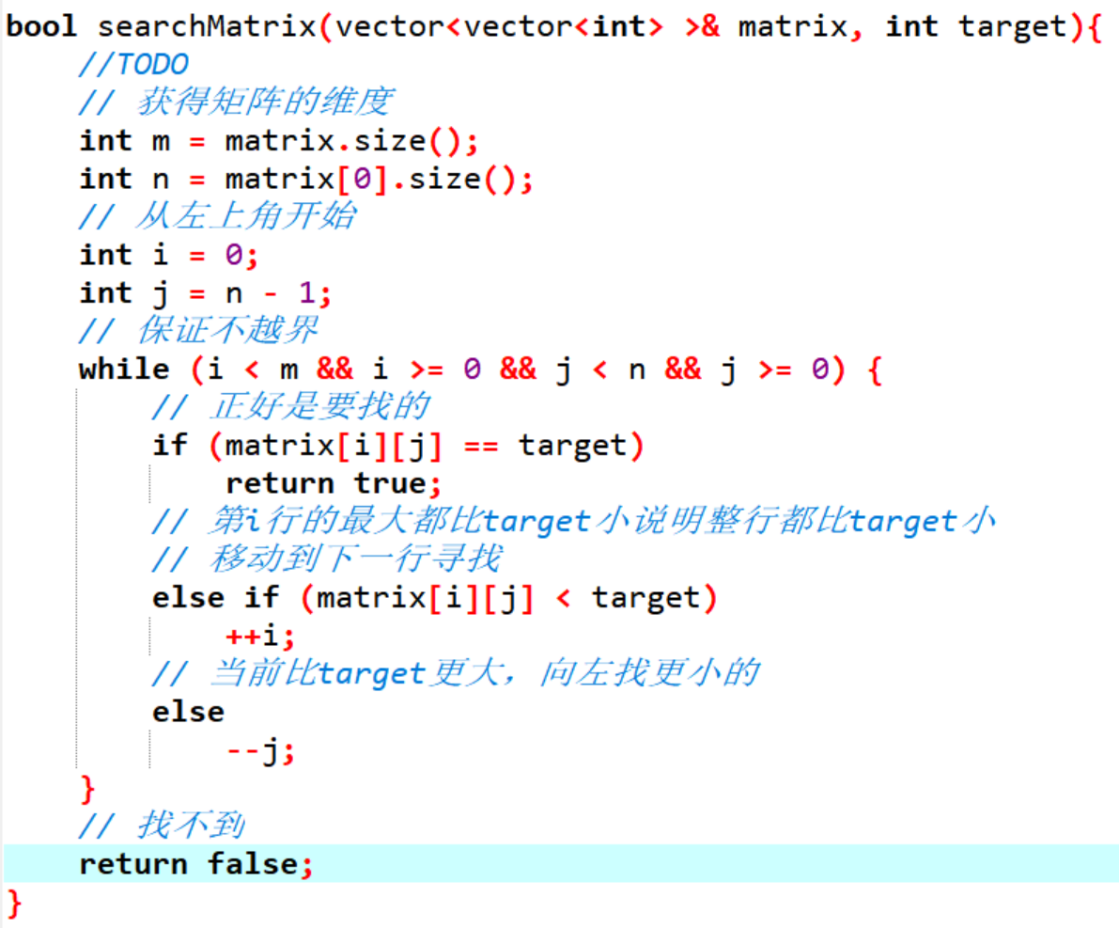 bool searchMatrix(vector<vector<int> >& matrix, int target){
    //TODO
    // 获得矩阵的维度
    int m = matrix.size();
    int n = matrix[0].size();
    // 从左上角开始
    int i = 0;
    int j = n - 1;
    // 保证不越界
    while (i < m && i >= 0 && j < n && j >= 0) {
        // 正好是要找的
        if (matrix[i][j] == target)
            return true;
        // 第i行的最大都比target小说明整行都比target小
        // 移动到下一行寻找
        else if (matrix[i][j] < target)
            ++i;
        // 当前比target更大，向左找更小的
        else
            --j;
    }
    // 找不到
    return false;
}